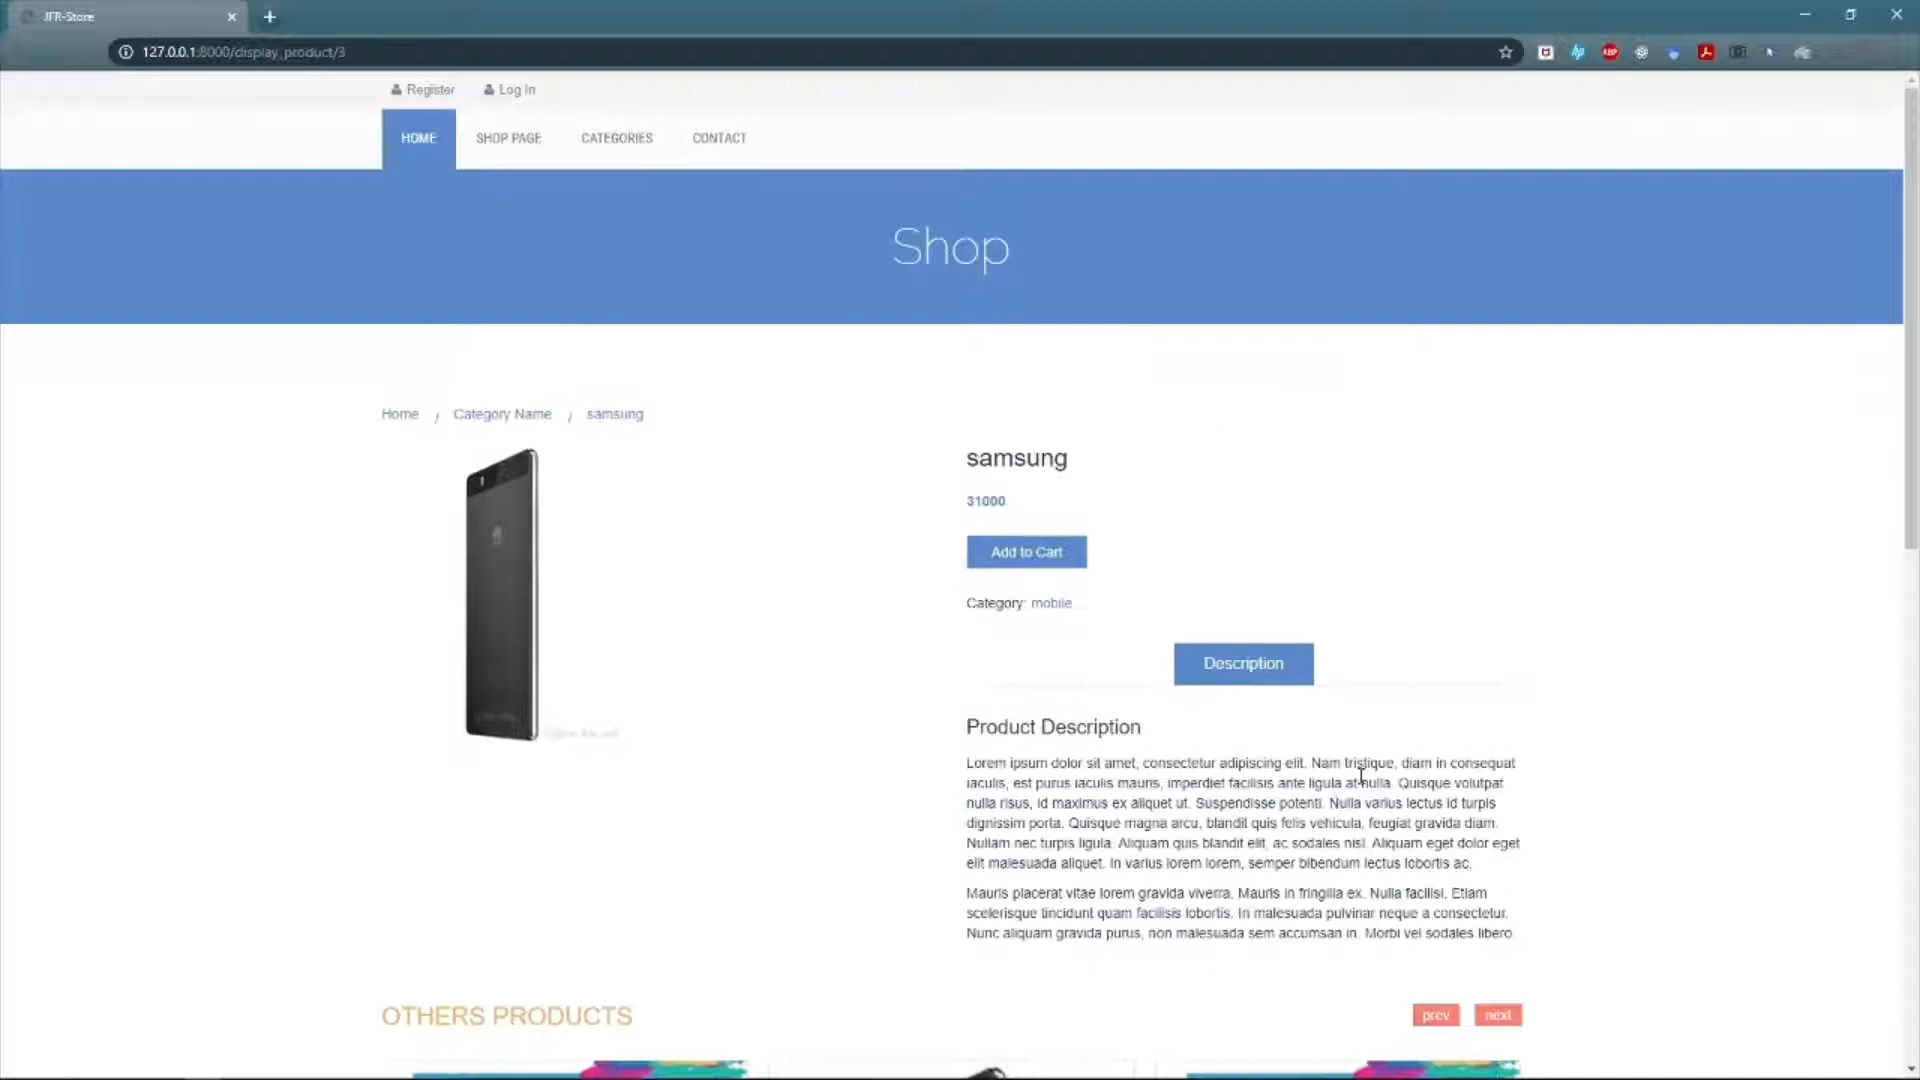 JFR-Store
127.0.0.1:8000/display_product/3
Register
Log In
HOME
SHOP PAGE
CATEGORIES
CONTACT
Shop
Home / Category Name / samsung
samsung
31000
Add to Cart
Category: mobile
Description
Product Description
Lorem ipsum dolor sit amet, consectetur adipiscing elit. Nam tristique, diam in consequat
iaculis, est purus iaculis mauris, imperdiet facilisis ante ligula at nulla. Quisque volutpat
nulla risus, id maximus ex aliquet ut. Suspendisse potenti. Nulla varius lectus id turpis
dignissim porta. Quisque magna arcu, blandit quis felis vehicula, feugiat gravida diam.
Nullam nec turpis ligula. Aliquam quis blandit elit, ac sodales nisl. Aliquam eget dolor eget
elit malesuada aliquet. In varius lorem lorem, semper bibendum lectus lobortis ac.
Mauris placerat vitae lorem gravida viverra. Mauris in fringilla ex. Nulla facilisi. Etiam
scelerisque tincidunt quam facilisis lobortis. In malesuada pulvinar neque a consectetur.
Nunc aliquam gravida purus, non malesuada sem accumsan in. Morbi vel sodales libero.
OTHERS PRODUCTS
prev
next